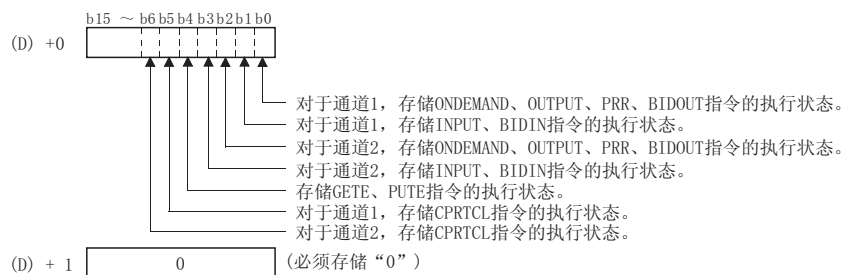 b15 ～ b6b5b4b3b2b1b0
(D) +0
对于通道1，存储ONDEMAND、OUTPUT、PRR、BIDOUT指令的执行状态。
对于通道1，存储INPUT、BIDIN指令的执行状态。
对于通道2，存储ONDEMAND、OUTPUT、PRR、BIDOUT指令的执行状态。
对于通道2，存储INPUT、BIDIN指令的执行状态。
存储GETE、PUTE指令的执行状态。
对于通道1，存储CPRTCL指令的执行状态。
对于通道2，存储CPRTCL指令的执行状态。
(D) + 1 0 (必须存储“0”)